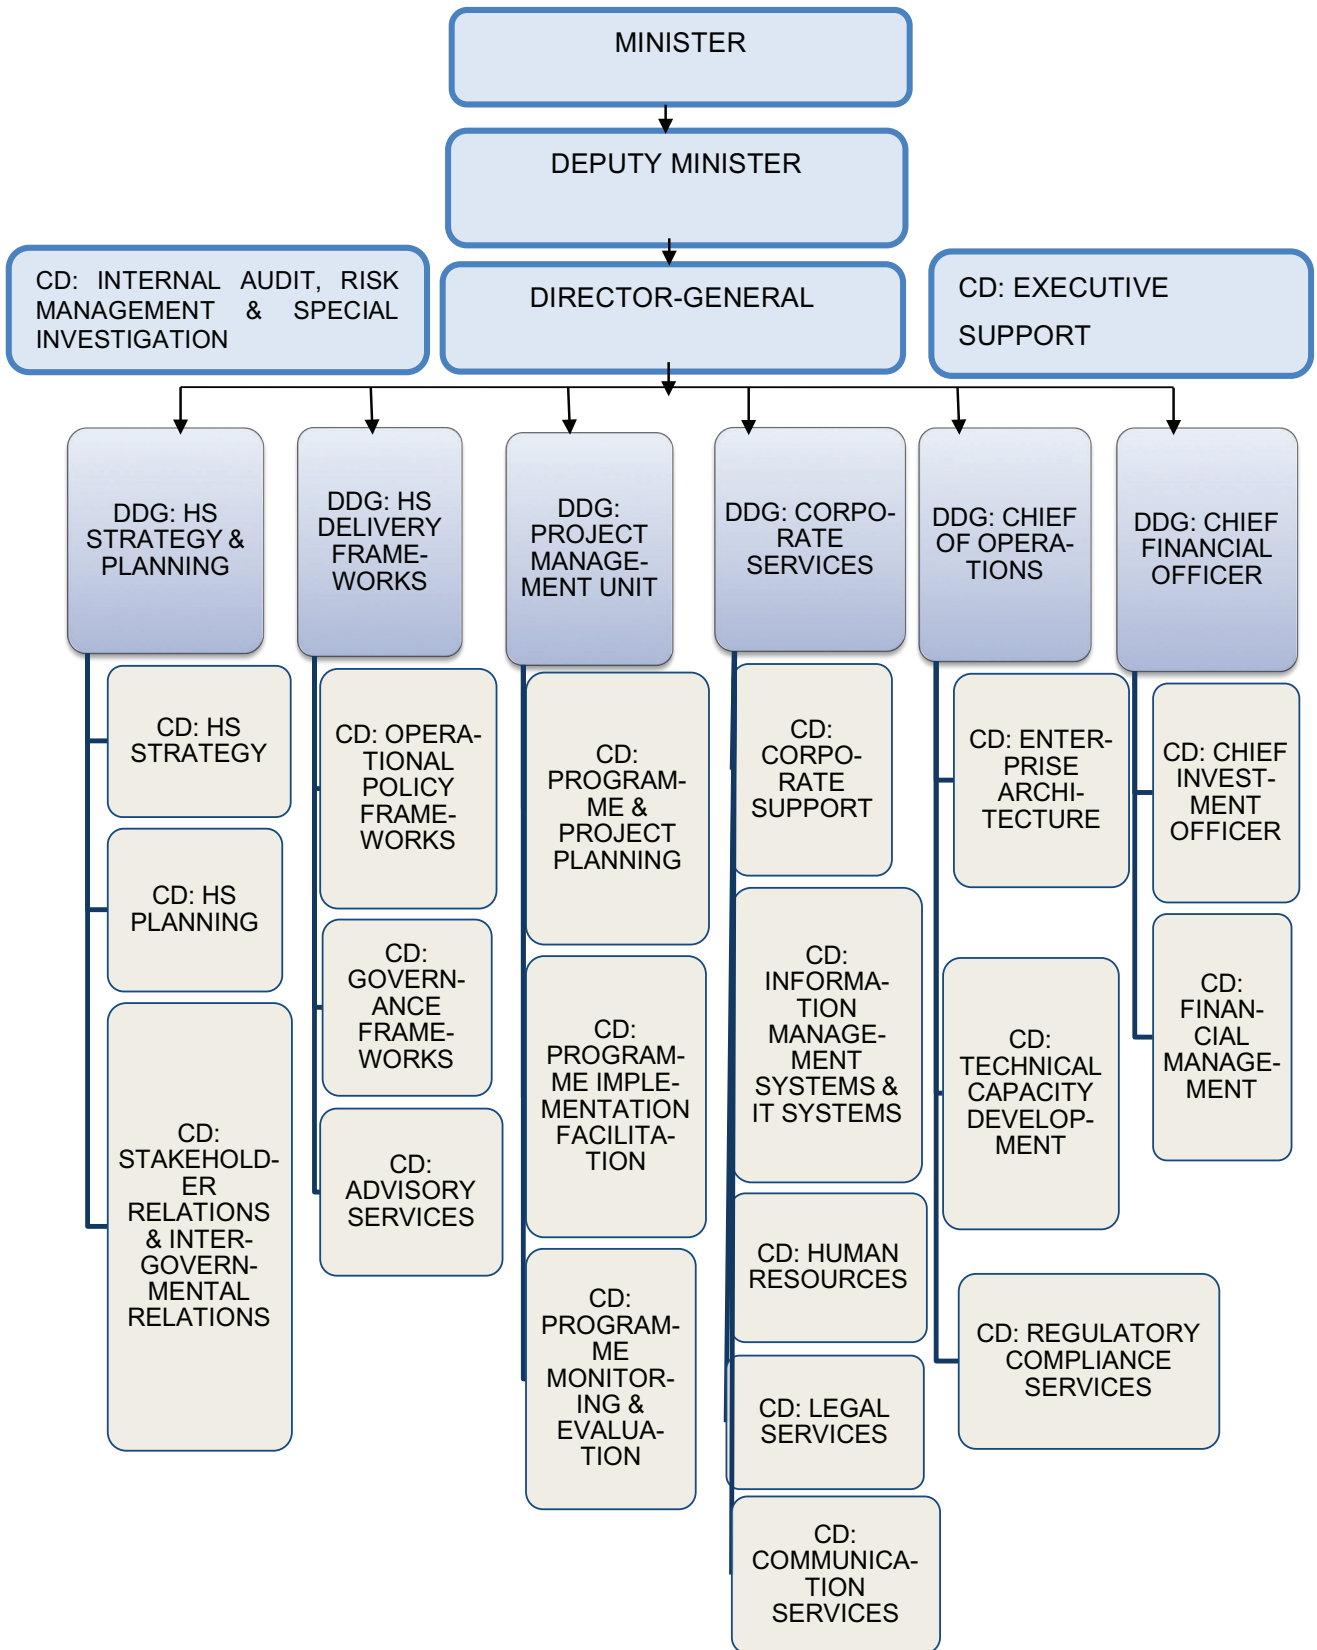 MINISTER
DEPUTY MINISTER
CD: INTERNAL AUDIT, RISK
MANAGEMENT & SPECIAL
INVESTIGATION
DIRECTOR-GENERAL
CD: EXECUTIVE
SUPPORT
DDG: HS
STRATEGY &
PLANNING
DDG: HS
DELIVERY
FRAME-
WORKS
DDG:
PROJECT
MANAGE-
MENT UNIT
DDG: CORPO-
RATE
SERVICES
DDG: CHIEF
OF OPERA-
TIONS
DDG: CHIEF
FINANCIAL
OFFICER
CD: HS
STRATEGY
CD: HS
PLANNING
CD:
STAKEHOLD-
ER
RELATIONS
& INTER-
GOVERN-
MENTAL
RELATIONS
CD: OPERA-
TIONAL
POLICY
FRAME-
WORKS
CD:
GOVERN-
ANCE
FRAME-
WORKS
CD:
ADVISORY
SERVICES
CD:
PROGRAM-
ME &
PROJECT
PLANNING
CD:
PROGRAM-
ME IMPLE-
MENTATION
FACILITA-
TION
CD:
PROGRAM-
ME
MONITOR-
ING &
EVALUA-
TION
CD:
CORPO-
RATE
SUPPORT
CD:
INFORMA-
TION
MANAGE-
MENT
SYSTEMS &
IT SYSTEMS
CD: HUMAN
RESOURCES
CD: LEGAL
SERVICES
CD:
COMMUNICA-
TION
SERVICES
CD: ENTER-
PRISE
ARCHI-
TECTURE
CD:
TECHNICAL
CAPACITY
DEVELOP-
MENT
CD: REGULATORY
COMPLIANCE
SERVICES
CD: CHIEF
INVEST-
MENT
OFFICER
CD:
FINAN-
CIAL
MANAGE-
MENT